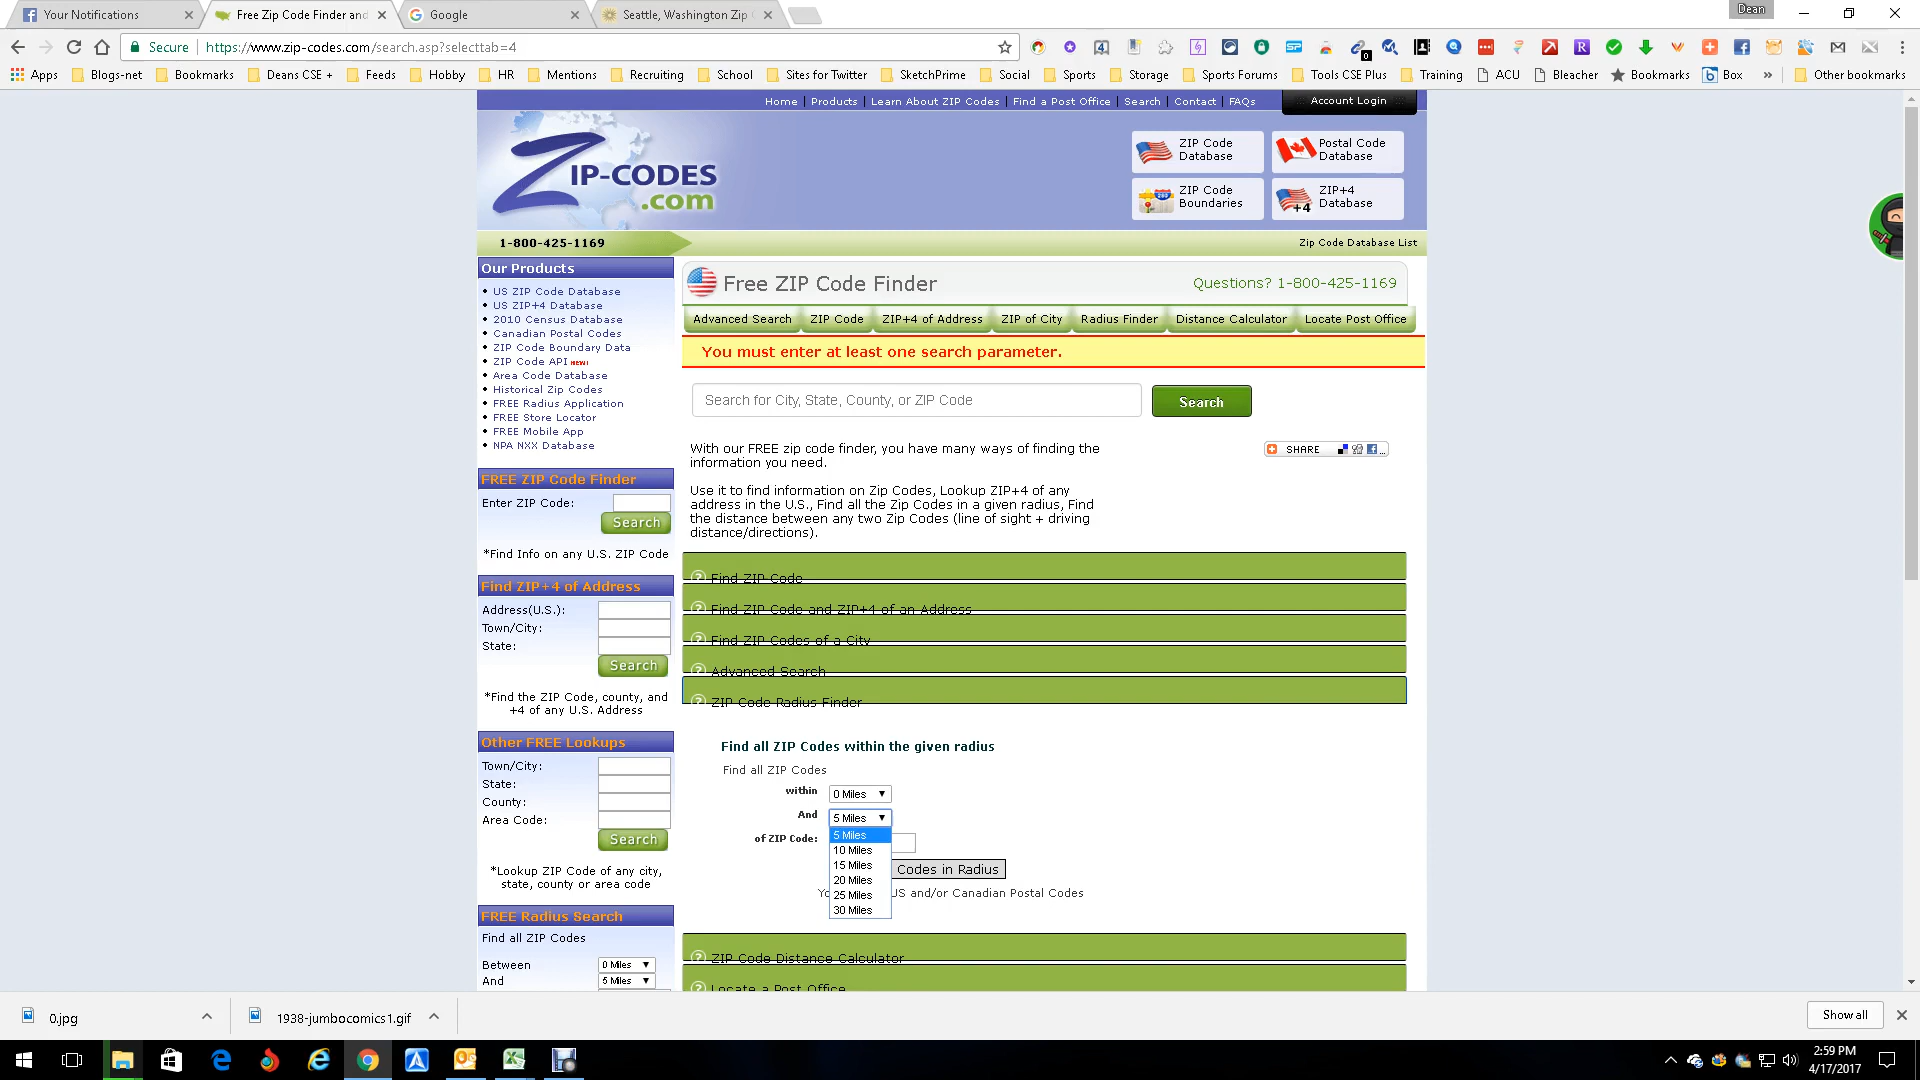 Your Notifications
Free Zip Code Finder and
Google
Seattle, Washington Zip
Dean
Secure
https://www.zip-codes.com/search.asp?selecttab=4
Apps
Blogs-net
Bookmarks
Deans CSE +
Feeds
Hobby
HR
Mentions
Recruiting
School
Sites for Twitter
SketchPrime
Social
Sports
Storage
Sports Forums
Tools CSE Plus
Training
ACU
Bleacher
Bookmarks
Box
»
Other bookmarks
Home | Products | Learn About ZIP Codes | Find a Post Office | Search | Contact | FAQs
Account Login
ZIP-CODES
.com
ZIP Code
Database
Postal Code
Database
ZIP Code
Boundaries
ZIP+4
Database
1-800-425-1169
Zip Code Database List
Our Products
US ZIP Code Database
US ZIP+4 Database
2010 Census Database
Canadian Postal Codes
ZIP Code Boundary Data
ZIP Code API NEW!
Area Code Database
Historical Zip Codes
FREE Radius Application
FREE Store Locator
FREE Mobile App
NPA NXX Database
FREE ZIP Code Finder
Enter ZIP Code:
Search
*Find Info on any U.S. ZIP Code
Find ZIP+4 of Address
Address(U.S.):
Town/City:
State:
Search
*Find the ZIP Code, county, and
+4 of any U.S. Address
Other FREE Lookups
Town/City:
State:
County:
Area Code:
Search
*Lookup ZIP Code of any city,
state, county or area code
FREE Radius Search
Find all ZIP Codes
Between 0 Miles
And 5 Miles
Free ZIP Code Finder
Questions? 1-800-425-1169
Advanced Search
ZIP Code
ZIP+4 of Address
ZIP of City
Radius Finder
Distance Calculator
Locate Post Office
You must enter at least one search parameter.
Search for City, State, County, or ZIP Code
Search
With our FREE zip code finder, you have many ways of finding the
information you need.
SHARE
Use it to find information on Zip Codes, Lookup ZIP+4 of any
address in the U.S., Find all the Zip Codes in a given radius, Find
the distance between any two Zip Codes (line of sight + driving
distance/directions).
Find ZIP Code
Find ZIP Code and ZIP+4 of an Address
Find ZIP Codes of a City
Advanced Search
ZIP Code Radius Finder
Find all ZIP Codes within the given radius
Find all ZIP Codes
within 0 Miles
And 5 Miles
of ZIP Code:
5 Miles
10 Miles
15 Miles
20 Miles
25 Miles
30 Miles
Codes in Radius
US and/or Canadian Postal Codes
ZIP Code Distance Calculator
Locate a Post Office
0.jpg
1938-jumbocomics1.gif
Show all
2:59 PM
4/17/2017